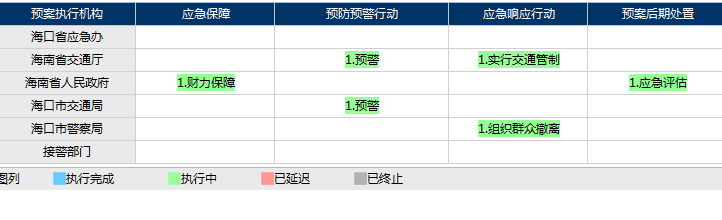 预案执行机构 应急保障 预防预警行动 应急响应行动 预案后期处置
海口省应急办
海南省交通厅 1.预警 1.实行交通管制
海南省人民政府 1.财力保障 1.应急评估
海口市交通局 1.预警
海口市警察局 1.组织群众撤离
接警部门
图列 执行完成 执行中 已延迟 已终止